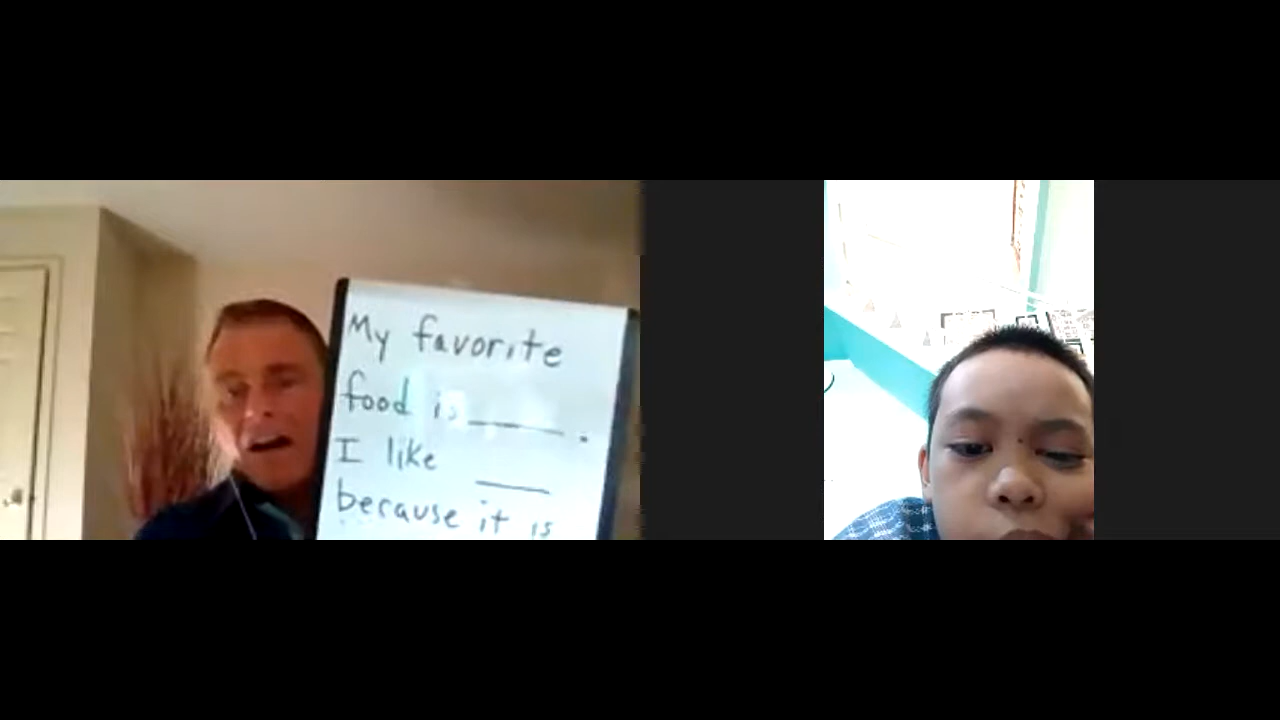 My favorite
food is ____.
I like ____
because it is